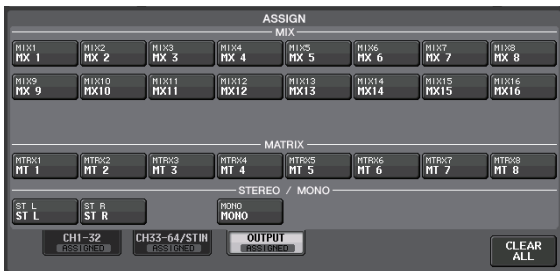 ASSIGN
MIX
MIX1 MIX2 MIX3 MIX4 MIX5 MIX6 MIX7 MIX8
MX 1 MX 2 MX 3 MX 4 MX 5 MX 6 MX 7 MX 8
MIX9 MIX10 MIX11 MIX12 MIX13 MIX14 MIX15 MIX16
MX 9 MX10 MX11 MX12 MX13 MX14 MX15 MX16
MATRIX
MTRX1 MTRX2 MTRX3 MTRX4 MTRX5 MTRX6 MTRX7 MTRX8
MT 1 MT 2 MT 3 MT 4 MT 5 MT 6 MT 7 MT 8
STEREO / MONO
ST L ST R MONO
ST L ST R MONO
CH1-32 CH33-64/STIN OUTPUT
ASSIGNED ASSIGNED ASSIGNED
CLEAR
ALL